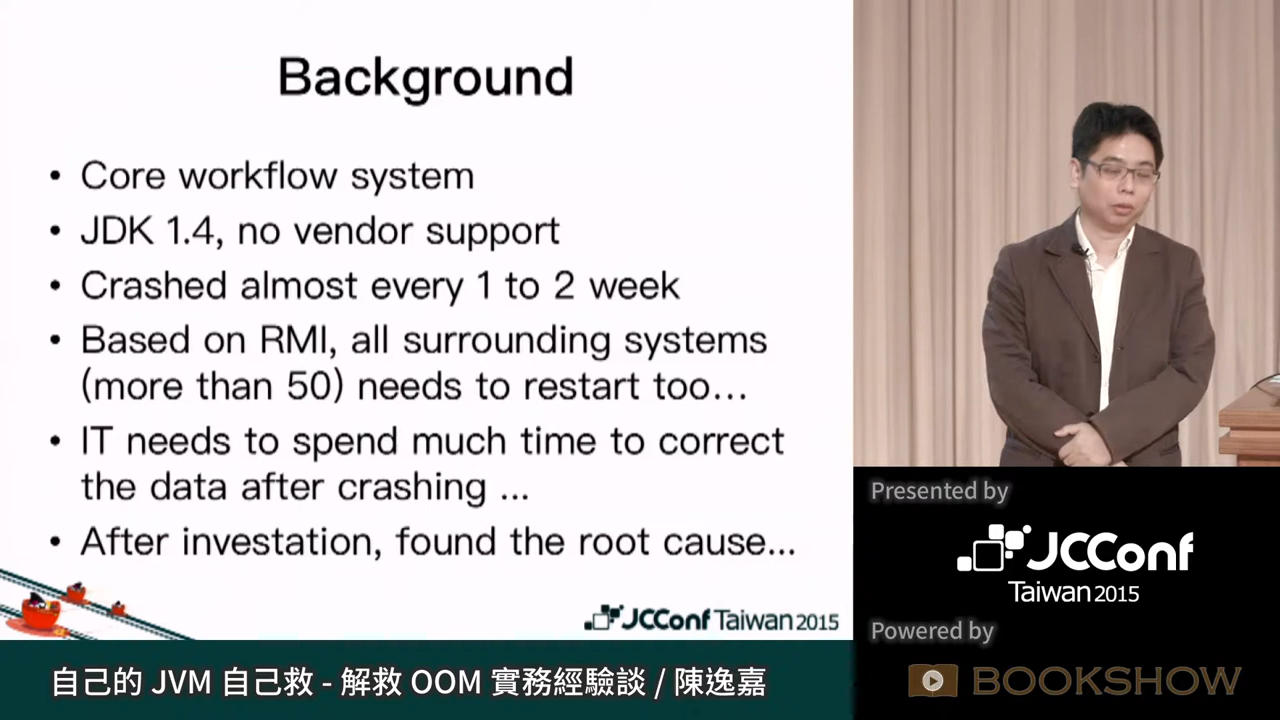 Background
• Core workflow system
• JDK 1.4, no vendor support
• Crashed almost every 1 to 2 week
• Based on RMI, all surrounding systems
(more than 50) needs to restart too...
• IT needs to spend much time to correct
the data after crashing ...
• After investation, found the root cause...
JCConf Taiwan 2015
自己的 JVM 自己救 - 解救 OOM 實務經驗談 / 陳逸嘉
Presented by
JCConf
Taiwan 2015
Powered by
BOOKSHOW